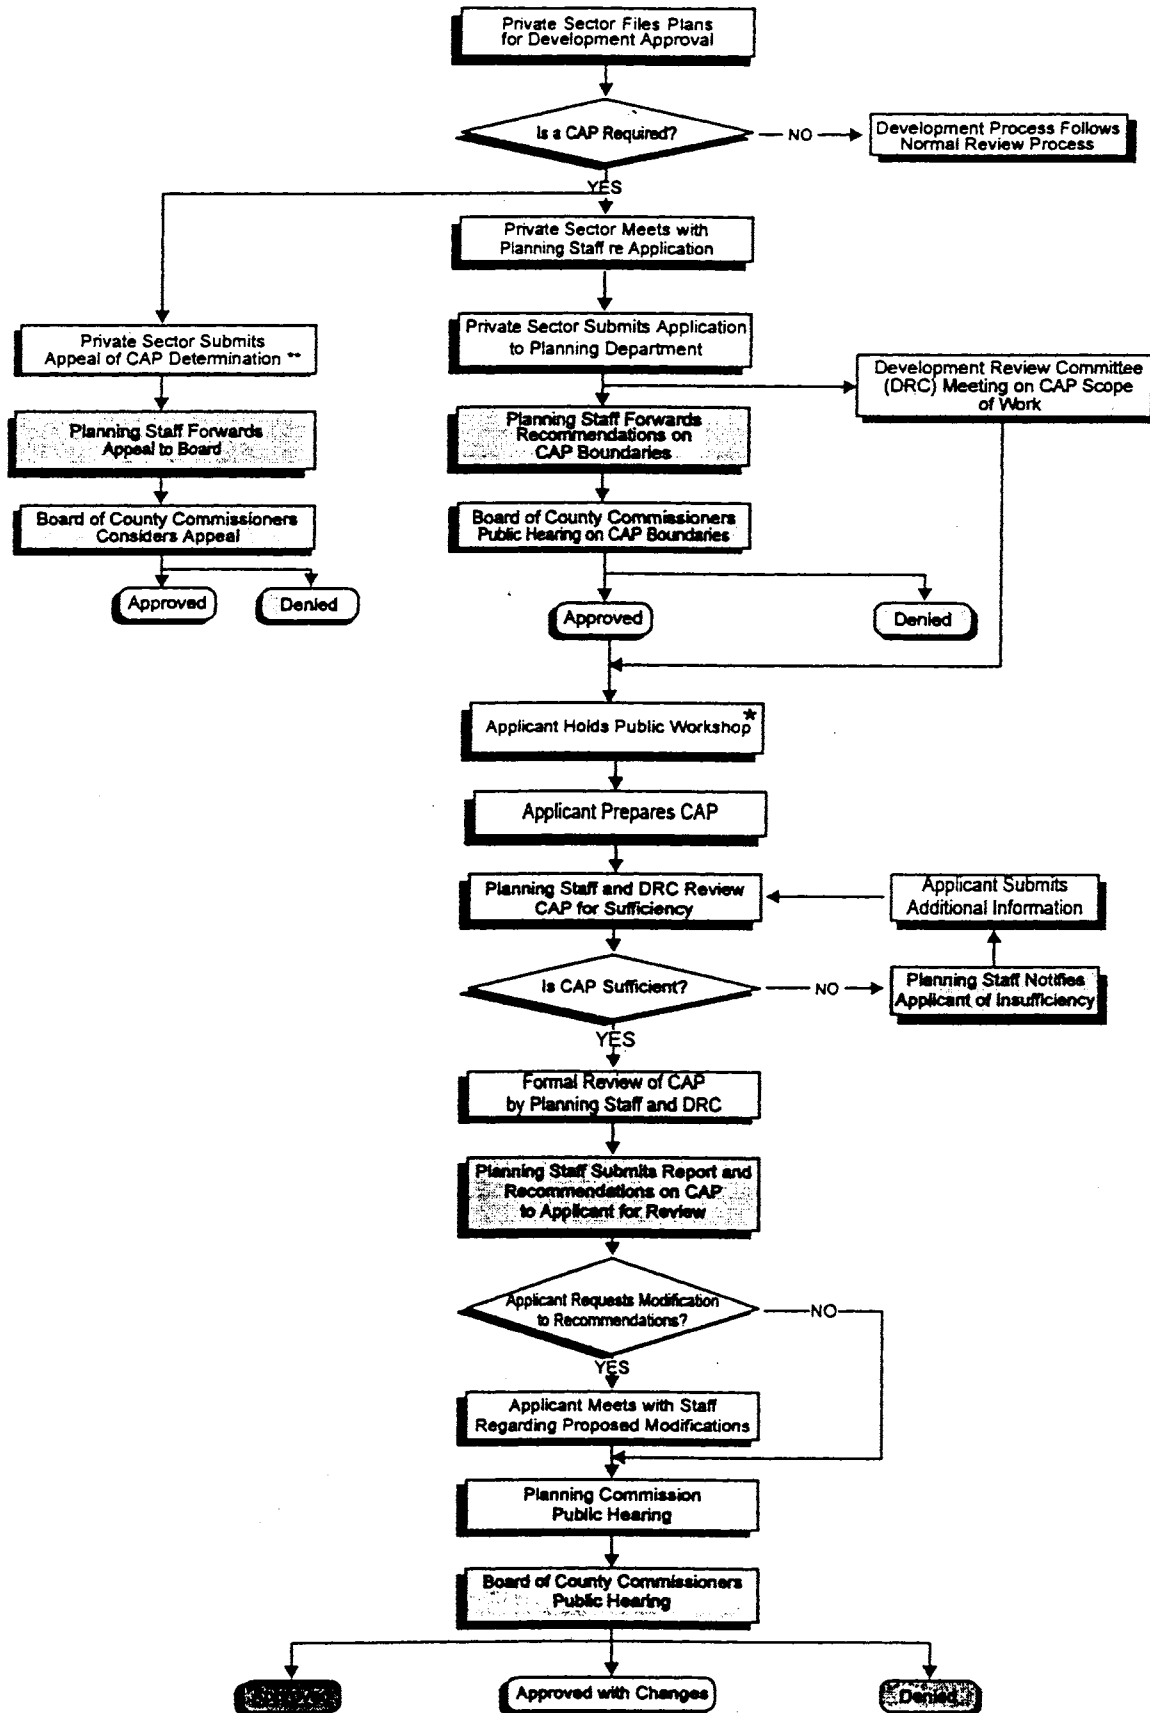 Private Sector Files Plans
for Development Approval
Is a CAP Required?
NO
Development Process Follows
Normal Review Process
YES
Private Sector Meets with
Planning Staff re Application
Private Sector Submits
Appeal of CAP Determination **
Private Sector Submits Application
to Planning Department
Development Review Committee
(DRC) Meeting on CAP Scope
of Work
Planning Staff Forwards
Appeal to Board
Planning Staff Forwards
Recommendations on
CAP Boundaries
Board of County Commissioners
Considers Appeal
Board of County Commissioners
Public Hearing on CAP Boundaries
Approved
Denied
Approved
Denied
Applicant Holds Public Workshop*
Applicant Prepares CAP
Planning Staff and DRC Review
CAP for Sufficiency
Applicant Submits
Additional Information
Is CAP Sufficient?
NO
Planning Staff Notifies
Applicant of Insufficiency
YES
Formal Review of CAP
by Planning Staff and DRC
Planning Staff Submits Report and
Recommendations on CAP
to Applicant for Review
Applicant Requests Modification
to Recommendations?
NO
YES
Applicant Meets with Staff
Regarding Proposed Modifications
Planning Commission
Public Hearing
Board of County Commissioners
Public Hearing
Approved with Changes
Denied